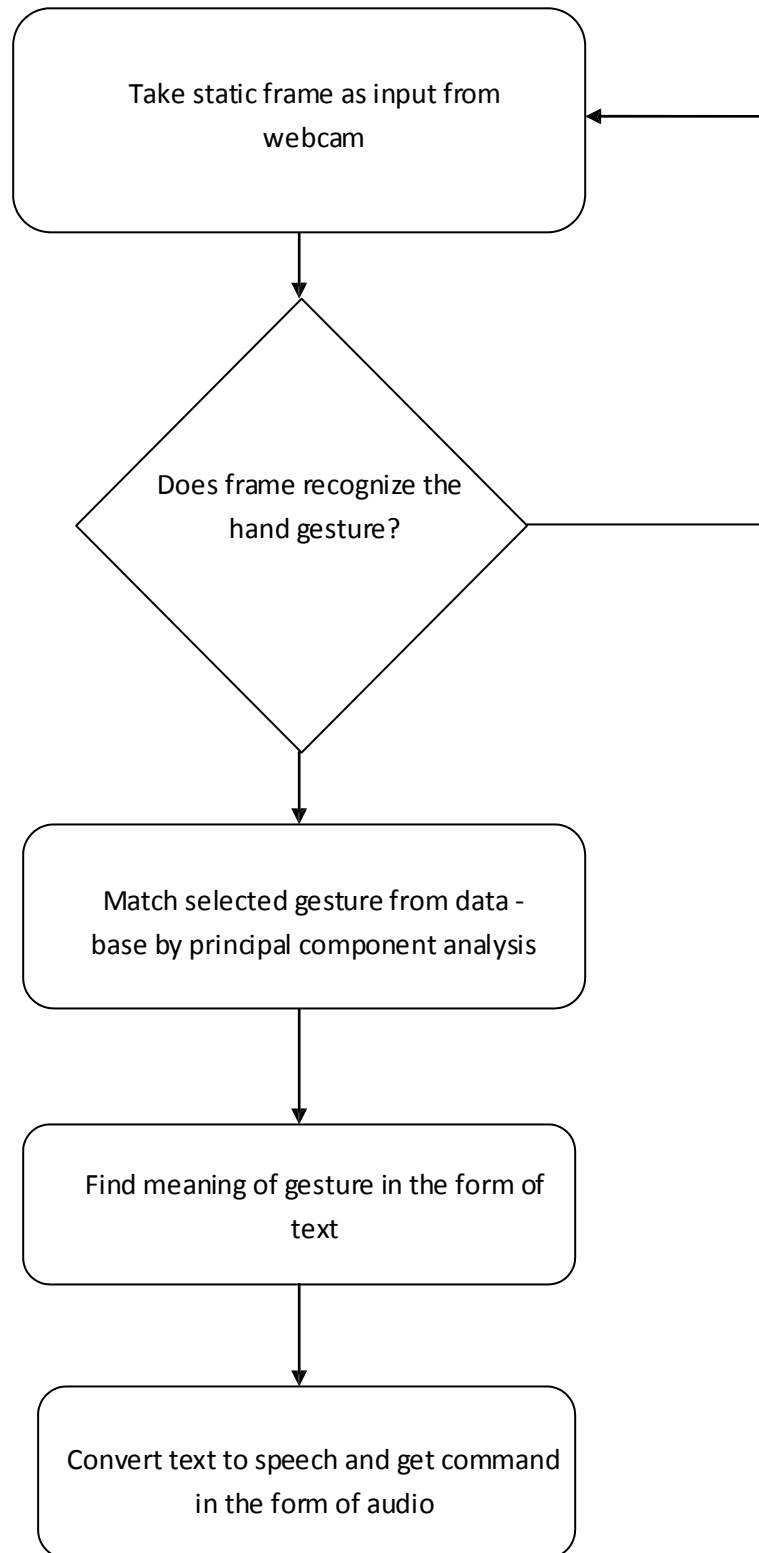 Take static frame as input from
webcam
Does frame recognize the
hand gesture?
Match selected gesture from data -
base by principal component analysis
Find meaning of gesture in the form of
text
Convert text to speech and get command
in the form of audio